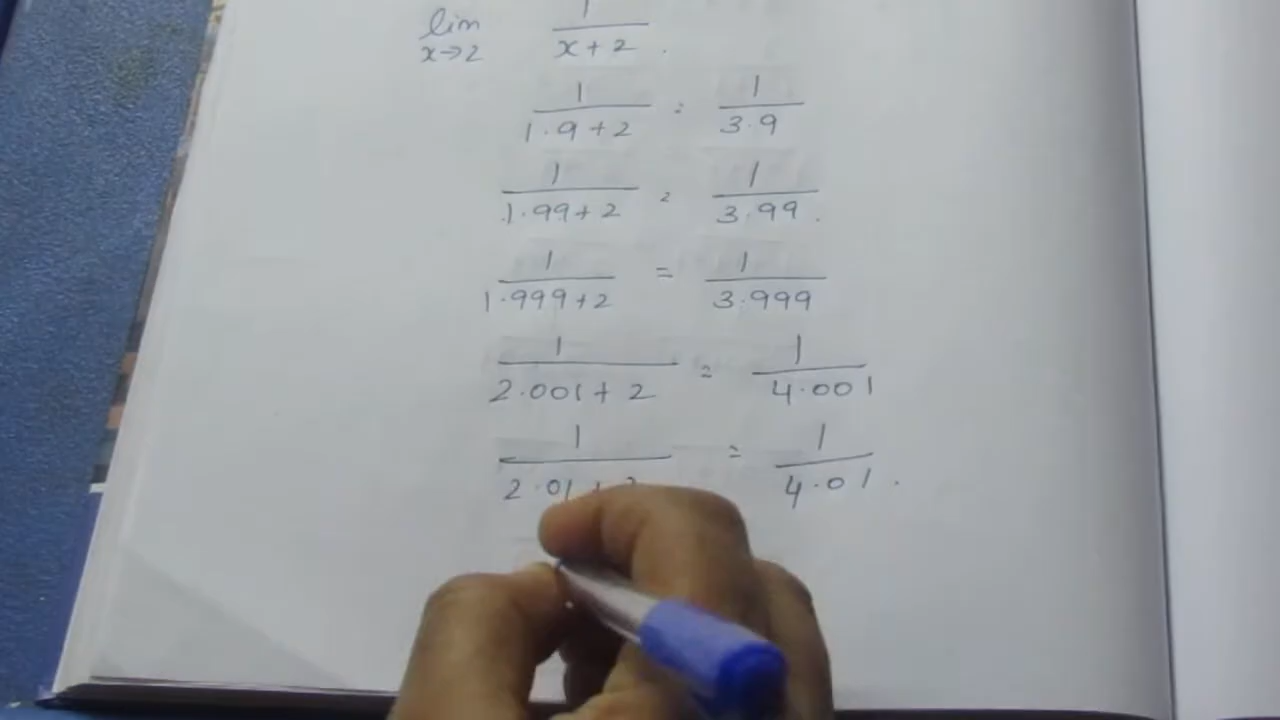 lim x→2 1/(x + 2) .
1/(1.9 + 2) = 1/3.9
1/(1.99 + 2) = 1/3.99 .
1/(1.999 + 2) = 1/3.999
1/(2.001 + 2) = 1/4.001
1/(2.01 + 2) = 1/4.01 .